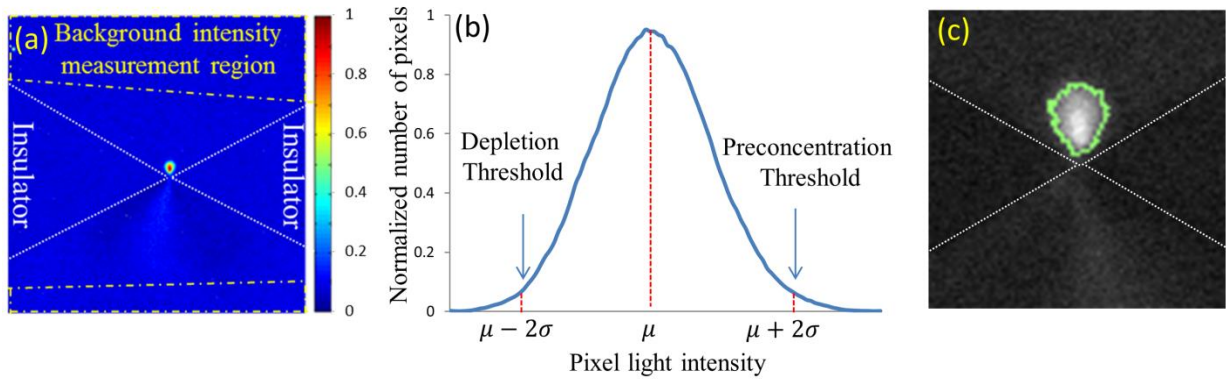 (a)
Background intensity
measurement region
Insulator
Insulator
1
0.8
0.6
0.4
0.2
0
(b)
Normalized number of pixels
1
0.8
0.6
0.4
0.2
0
Depletion
Threshold
Preconcentration
Threshold
μ − 2σ
μ
μ + 2σ
Pixel light intensity
(c)